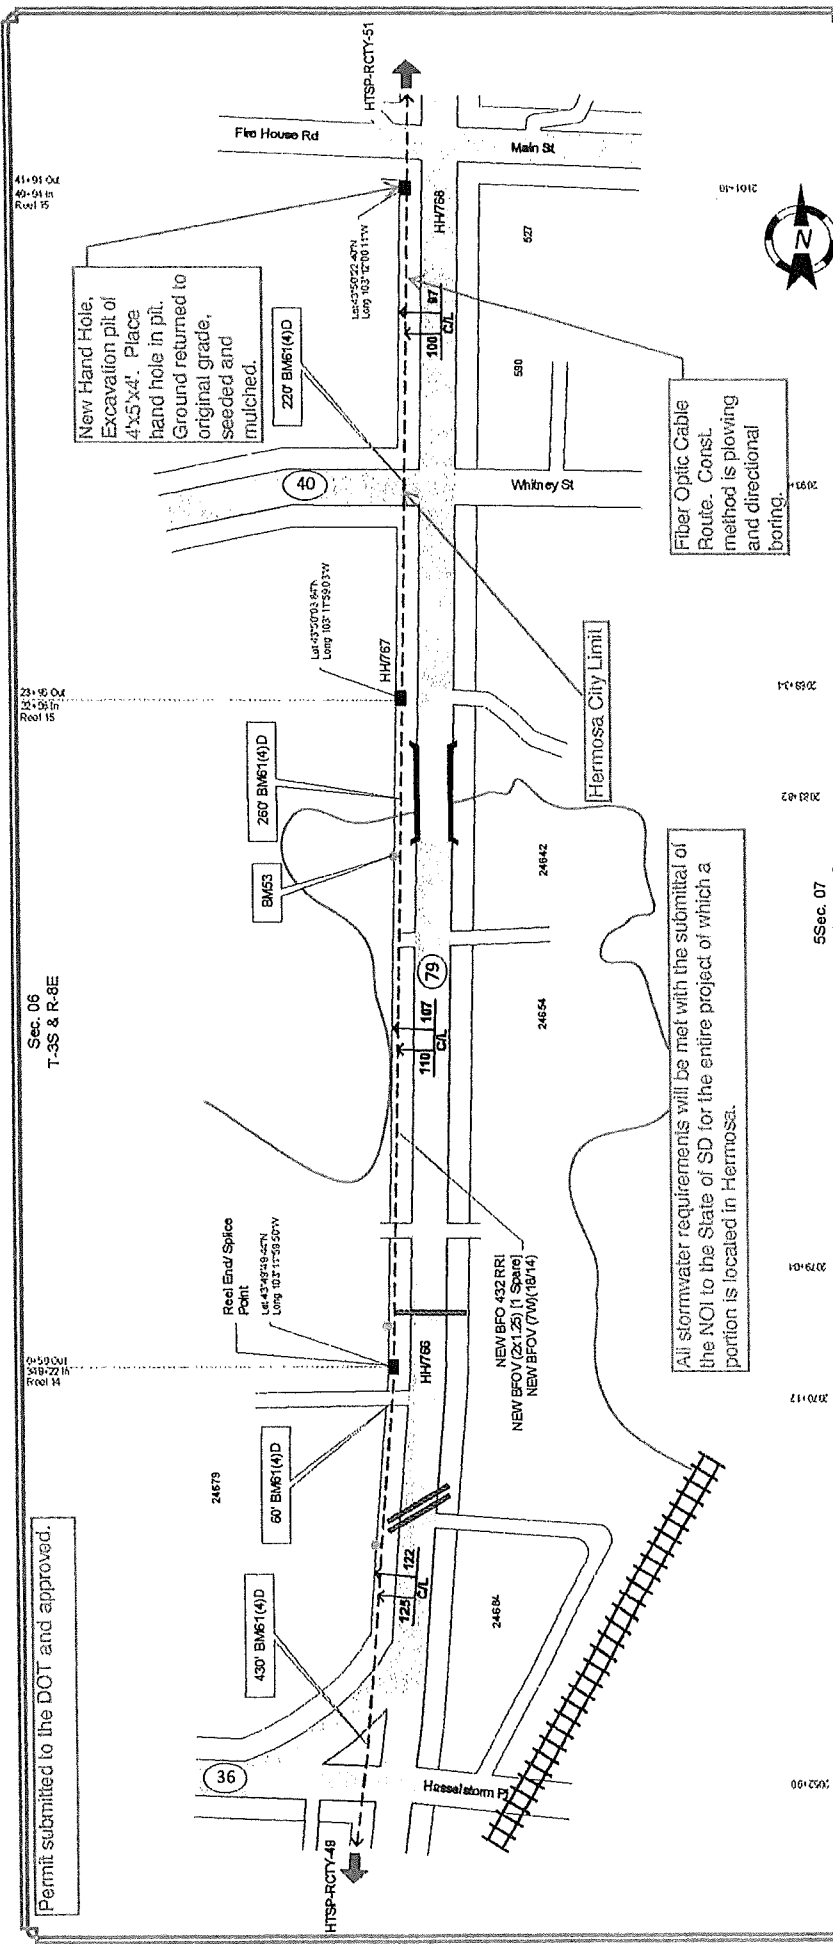 Permit submitted to the DOT and approved.
Sec. 06
T-3S & R-8E
41+91 Out
Reel 15
Reel 15
Reel 14
New Hand Hole,
Excavation pit of
4'x5'x4'. Place
hand hole in pit.
Ground returned to
original grade,
seeded and
mulched.
HTSP-RCTY-51
Fire House Rd
Main St
HH/768
527
590
97
100
C/L
220' BM61(4)D
40
Whitney St
Fiber Optic Cable
Route. Const.
method is plowing
and directional
boring.
Hermosa City Limit
HH/767
260' BM61(4)D
BM53
24642
24654
79
107
110
C/L
Reel End/ Splice
Point
HH/766
NEW BFO 432 RRI
NEW BFOV (2x1.25) [1 Spare]
NEW BFOV (7W)(18/14)
60' BM61(4)D
24679
430' BM61(4)D
122
125
C/L
24684
36
Hasselstorm Pl
HTSP-RCTY-49
All stormwater requirements will be met with the submittal of
the NOI to the State of SD for the entire project of which a
portion is located in Hermosa.
5Sec. 07
N